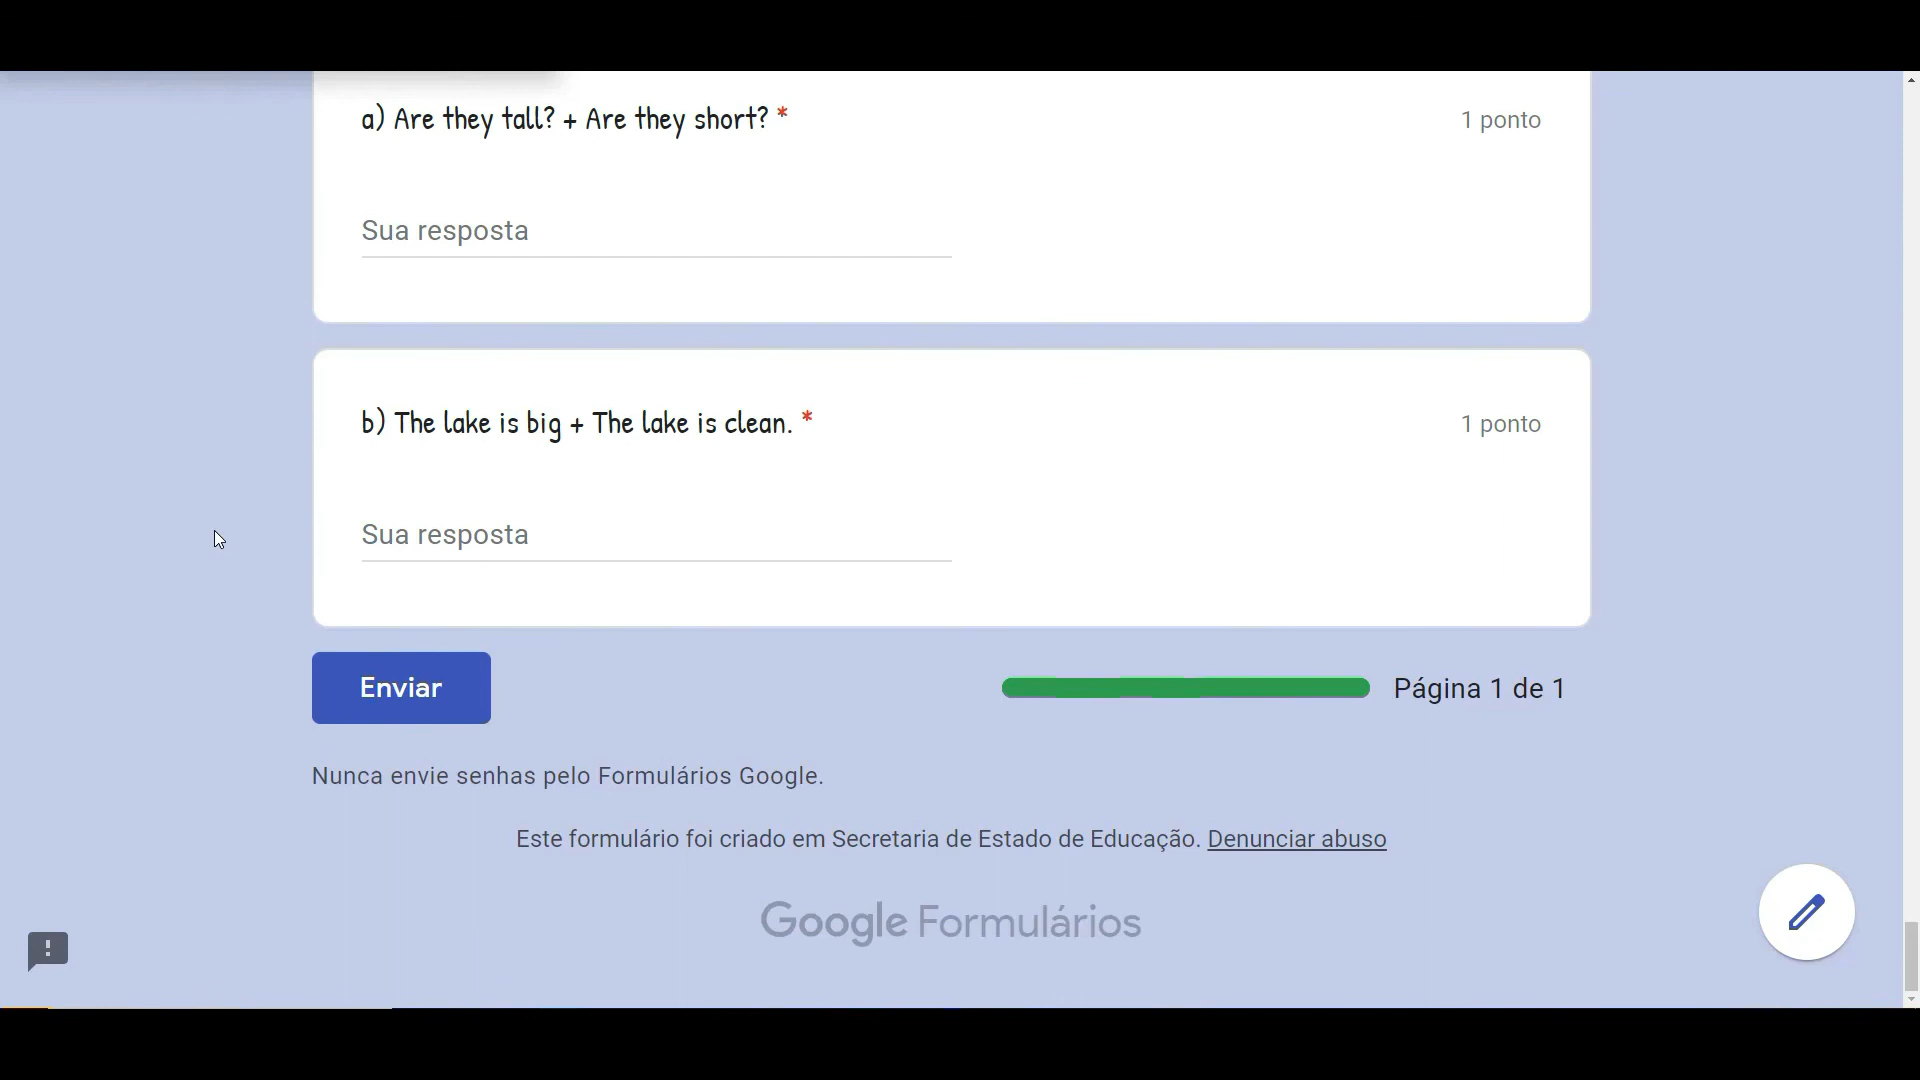 a) Are they tall? + Are they short? *
1 ponto
Sua resposta
b) The lake is big + The lake is clean. *
1 ponto
Sua resposta
Enviar
Página 1 de 1
Nunca envie senhas pelo Formulários Google.
Este formulário foi criado em Secretaria de Estado de Educação. Denunciar abuso
Google Formulários